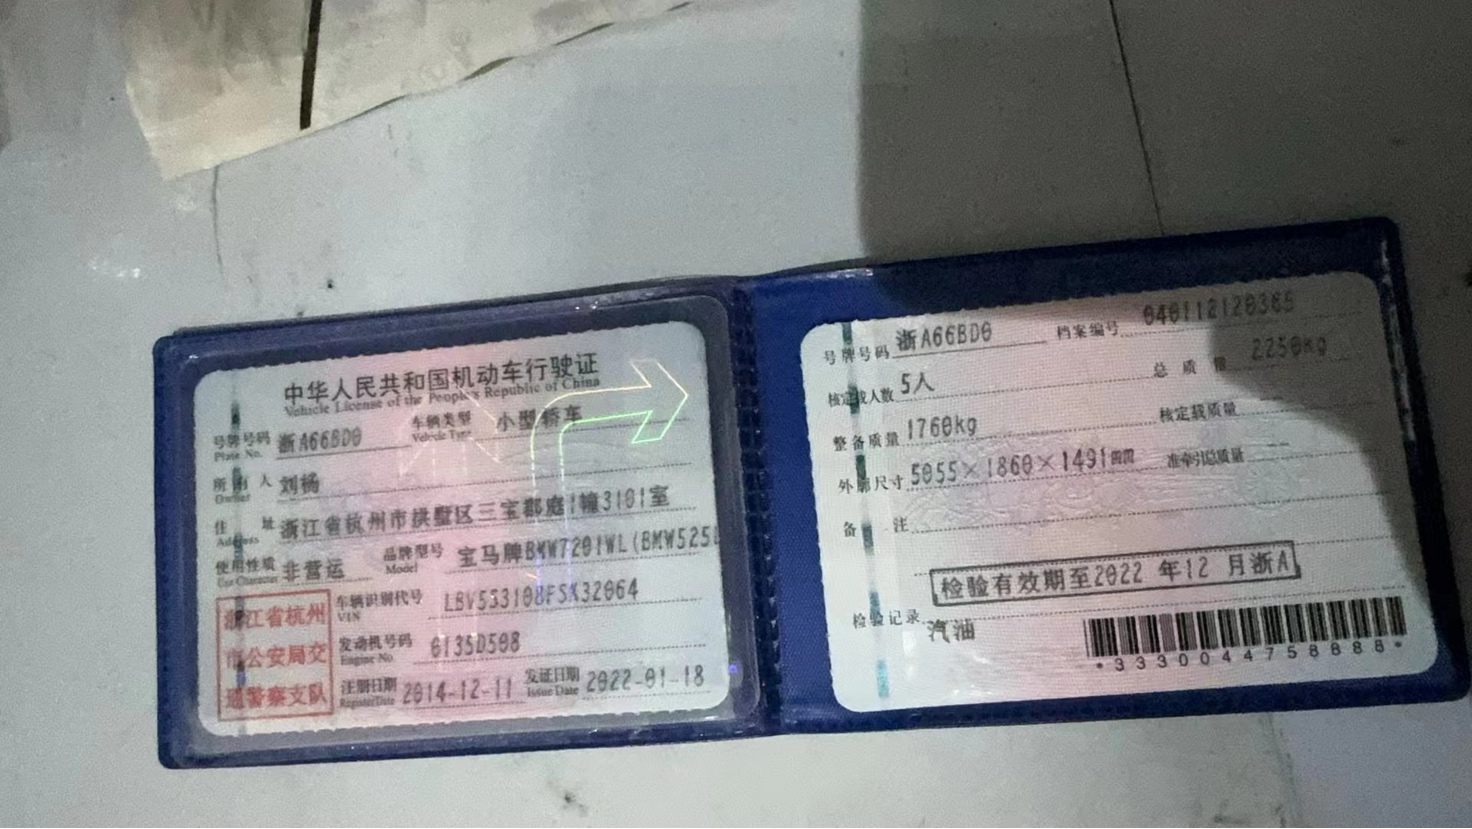 中华人民共和国机动车行驶证
Vehicle License of the People's Republic of China
号牌号码 浙A66BD0 车辆类型 小型轿车
Plate No. Vehicle Type
所有人 刘杨
Owner
住址 浙江省杭州市拱墅区三宝郡庭1幢3101室
Address
使用性质 非营运 品牌型号 宝马牌BMW7201WL(BMW525L
Use Character Model
浙江省杭州市公安局交通警察支队
车辆识别代号
VIN
发动机号码 0135D508
Engine No.
注册日期 2014-12-11 发证日期 2022-01-18
Register Date Issue Date
号牌号码 浙A66BD0 档案编号 040112120365
核定载人数 5人 总质量 2250kg
整备质量 1760kg 核定载质量
外廓尺寸 5055×1860×1491mm 准牵引总质量
备注
检验有效期至2022年12月浙A
检验记录
汽油
*3330044758888*